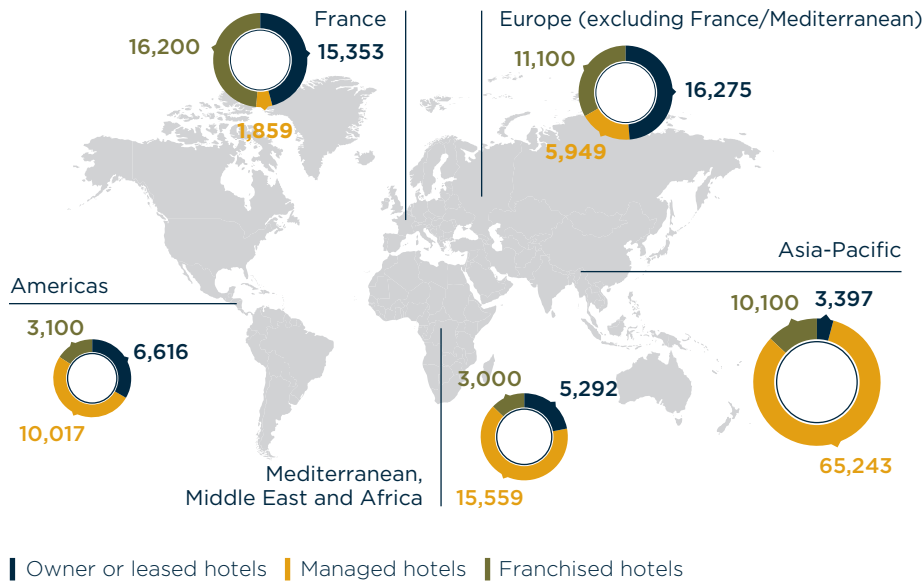 France
16,200
15,353
1,859
Europe (excluding France/Mediterranean)
11,100
16,275
5,949
Asia-Pacific
10,100
3,397
65,243
Americas
3,100
6,616
10,017
3,000
5,292
15,559
Mediterranean,
Middle East and Africa
Owner or leased hotels
Managed hotels
Franchised hotels